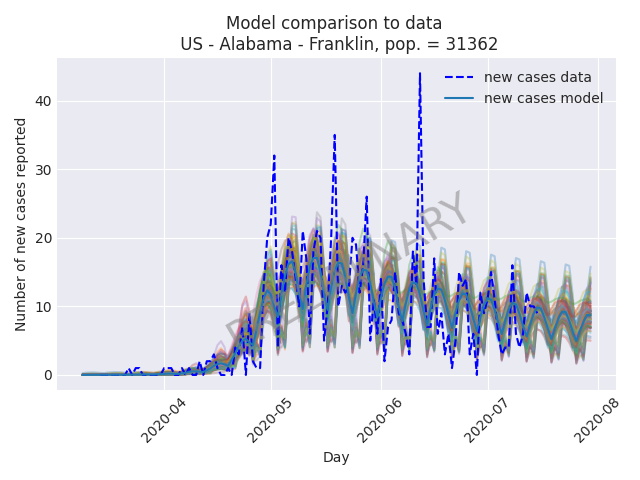 Model comparison to data
US - Alabama - Franklin, pop. = 31362
new cases data
new cases model
PRELIMINARY
Number of new cases reported
40
30
20
10
0
2020-04
2020-05
2020-06
2020-07
2020-08
Day